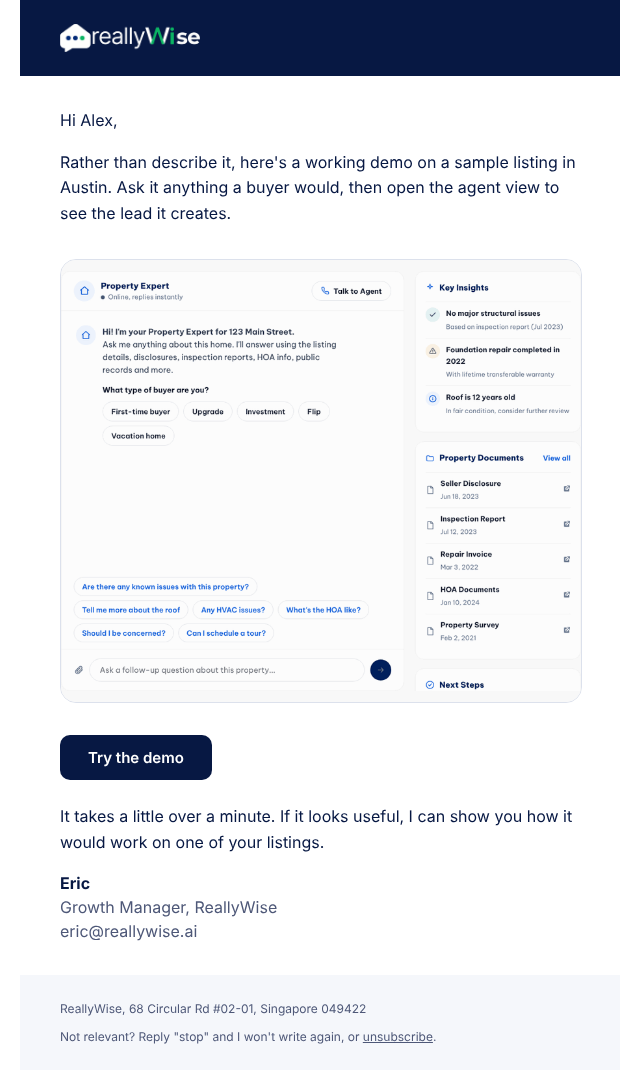 reallyWise
Hi Alex,
Rather than describe it, here's a working demo on a sample listing in
Austin. Ask it anything a buyer would, then open the agent view to
see the lead it creates.
Property Expert
Online, replies instantly
Talk to Agent
Hi! I'm your Property Expert for 123 Main Street.
Ask me anything about this home. I'll answer using the listing
details, disclosures, inspection reports, HOA info, public
records and more.
What type of buyer are you?
First-time buyer
Upgrade
Investment
Flip
Vacation home
Are there any known issues with this property?
Tell me more about the roof
Any HVAC issues?
What's the HOA like?
Should I be concerned?
Can I schedule a tour?
Ask a follow-up question about this property...
Key Insights
No major structural issues
Based on inspection report (Jul 2023)
Foundation repair completed in
2022
With lifetime transferable warranty
Roof is 12 years old
In fair condition, consider further review
Property Documents
View all
Seller Disclosure
Jun 18, 2023
Inspection Report
Jul 12, 2023
Repair Invoice
Mar 3, 2022
HOA Documents
Jan 10, 2024
Property Survey
Feb 2, 2021
Next Steps
Try the demo
It takes a little over a minute. If it looks useful, I can show you how it
would work on one of your listings.
Eric
Growth Manager, ReallyWise
eric@reallywise.ai
ReallyWise, 68 Circular Rd #02-01, Singapore 049422
Not relevant? Reply "stop" and I won't write again, or unsubscribe.